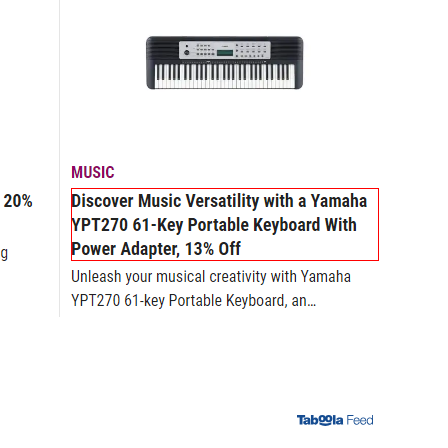 MUSIC
20%
Discover Music Versatility with a Yamaha
YPT270 61-Key Portable Keyboard With
Power Adapter, 13% Off
g
Unleash your musical creativity with Yamaha
YPT270 61-key Portable Keyboard, an…
Taboola Feed